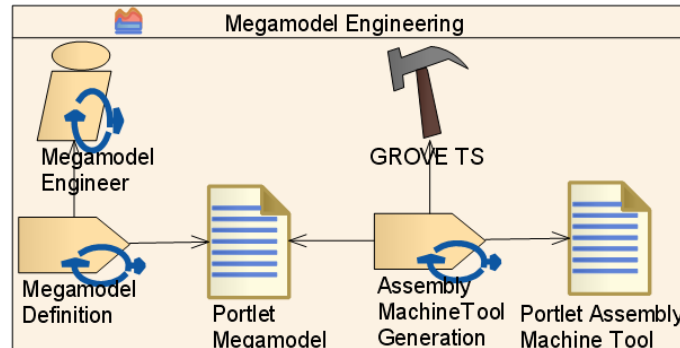 Megamodel Engineering
Megamodel
Engineer
GROVE TS
Megamodel
Definition
Portlet
Megamodel
Assembly
MachineTool
Generation
Portlet Assembly
Machine Tool